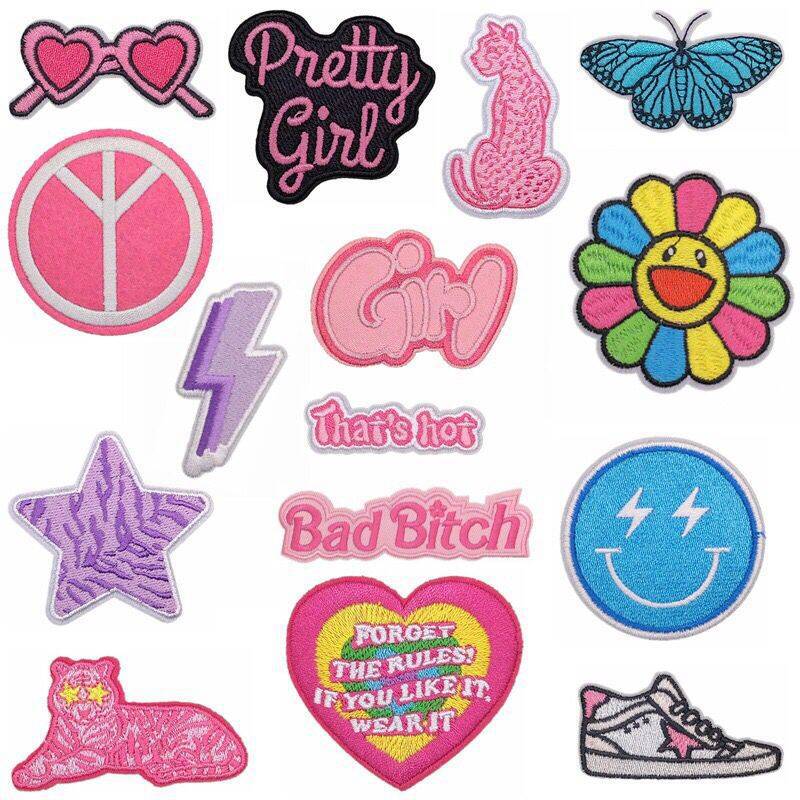 Pretty
Girl
Girl
That's hot
Bad Bitch
FORGET
THE RULES!
IF YOU LIKE IT,
WEAR IT